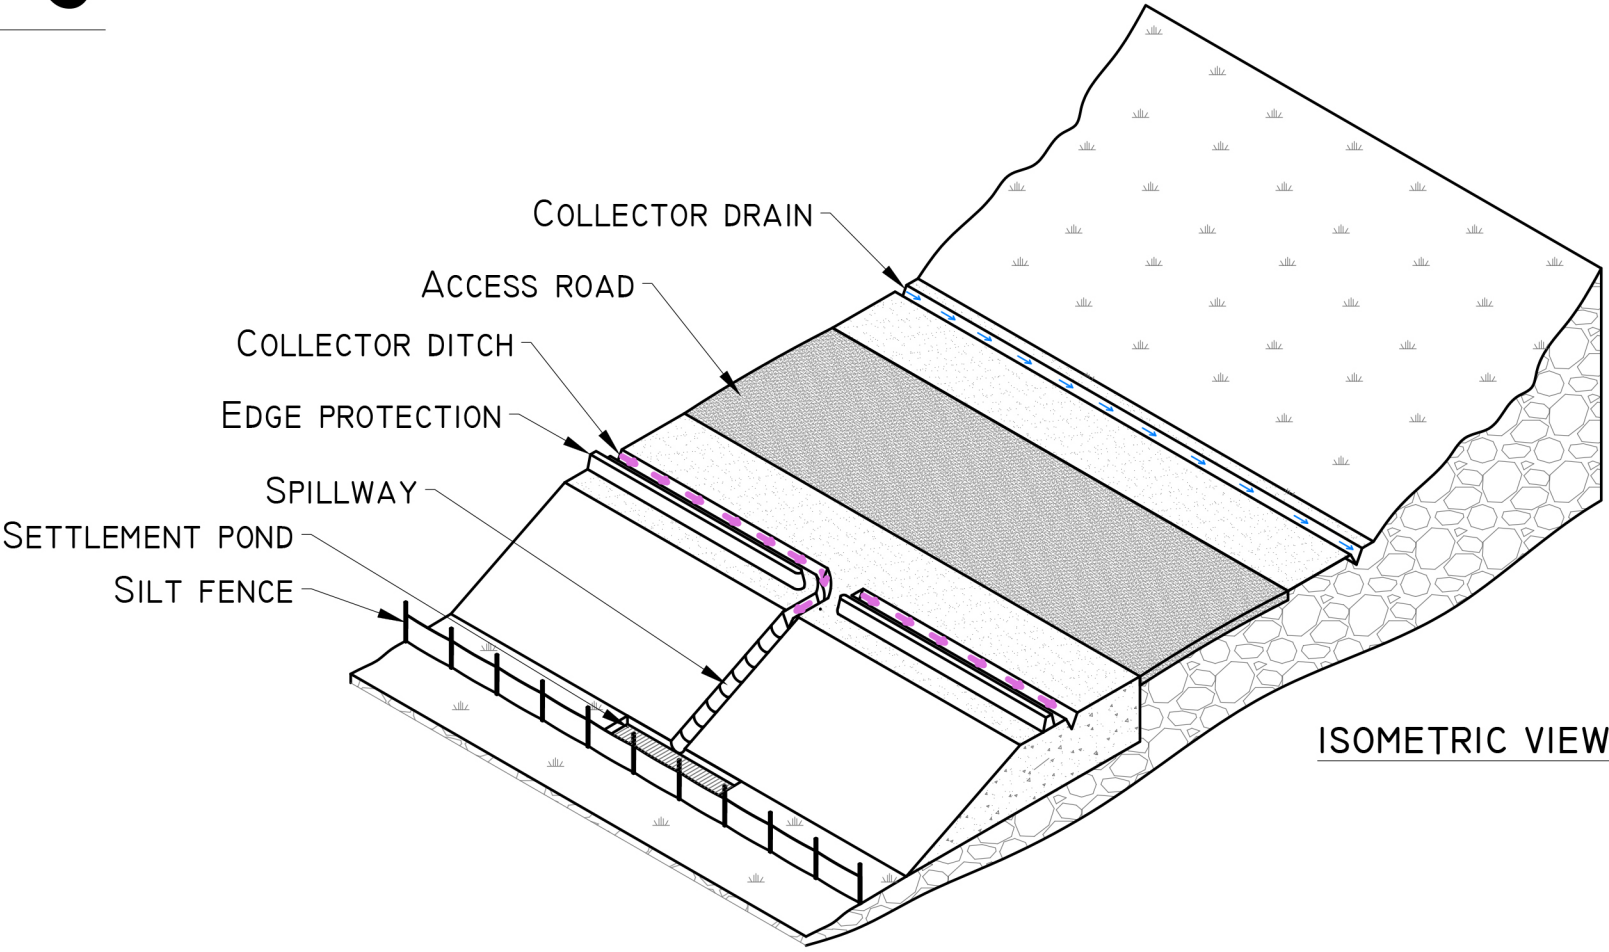 COLLECTOR DRAIN
ACCESS ROAD
COLLECTOR DITCH
EDGE PROTECTION
SPILLWAY
SETTLEMENT POND
SILT FENCE
ISOMETRIC VIEW